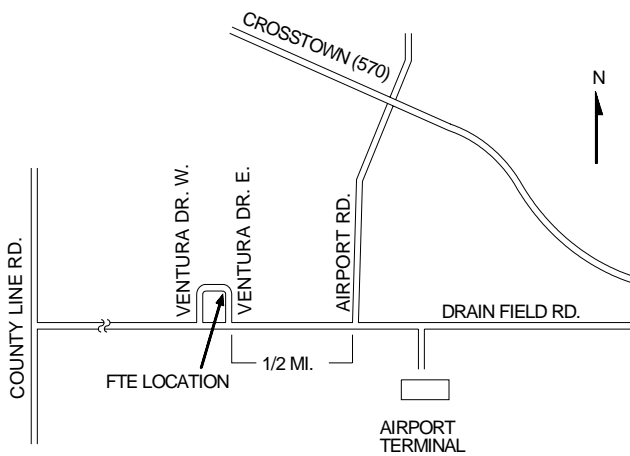 CROSSTOWN (570)
N
COUNTY LINE RD.
VENTURA DR. W.
VENTURA DR. E.
AIRPORT RD.
DRAIN FIELD RD.
1/2 MI.
FTE LOCATION
AIRPORT
TERMINAL